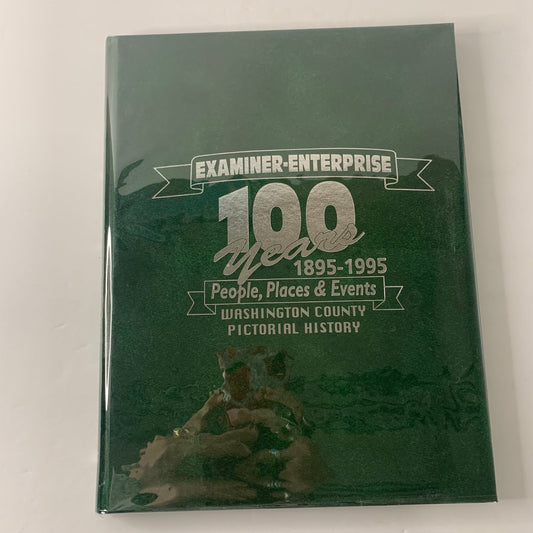 EXAMINER-ENTERPRISE
100
Years
1895-1995
People, Places & Events
WASHINGTON COUNTY
PICTORIAL HISTORY